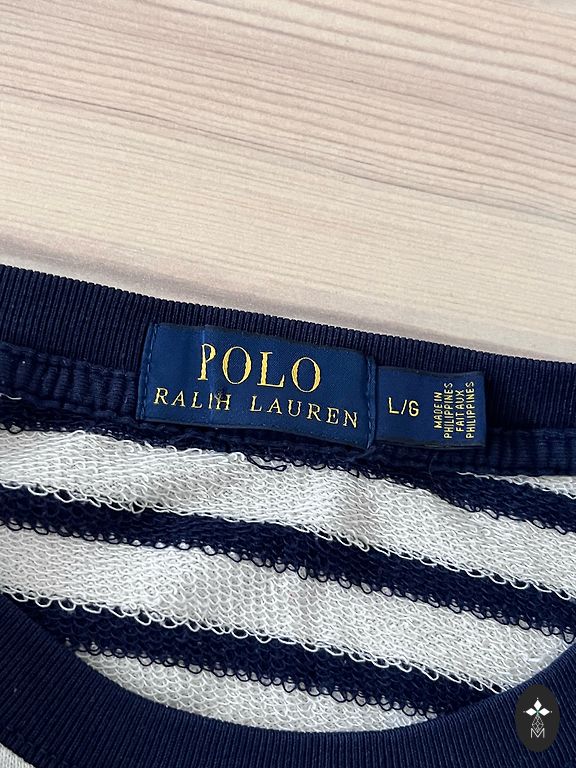 POLO
RALPH LAUREN
L/G
MADE IN
PHILIPPINES
FAIT AUX
PHILIPPINES
M